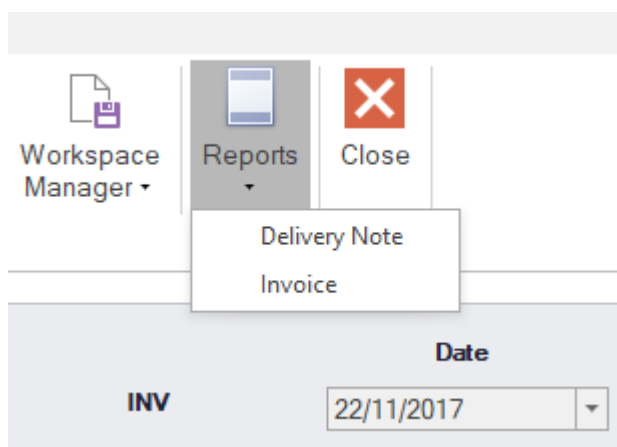 Workspace
Manager
Reports
Close
Delivery Note
Invoice
Date
INV
22/11/2017